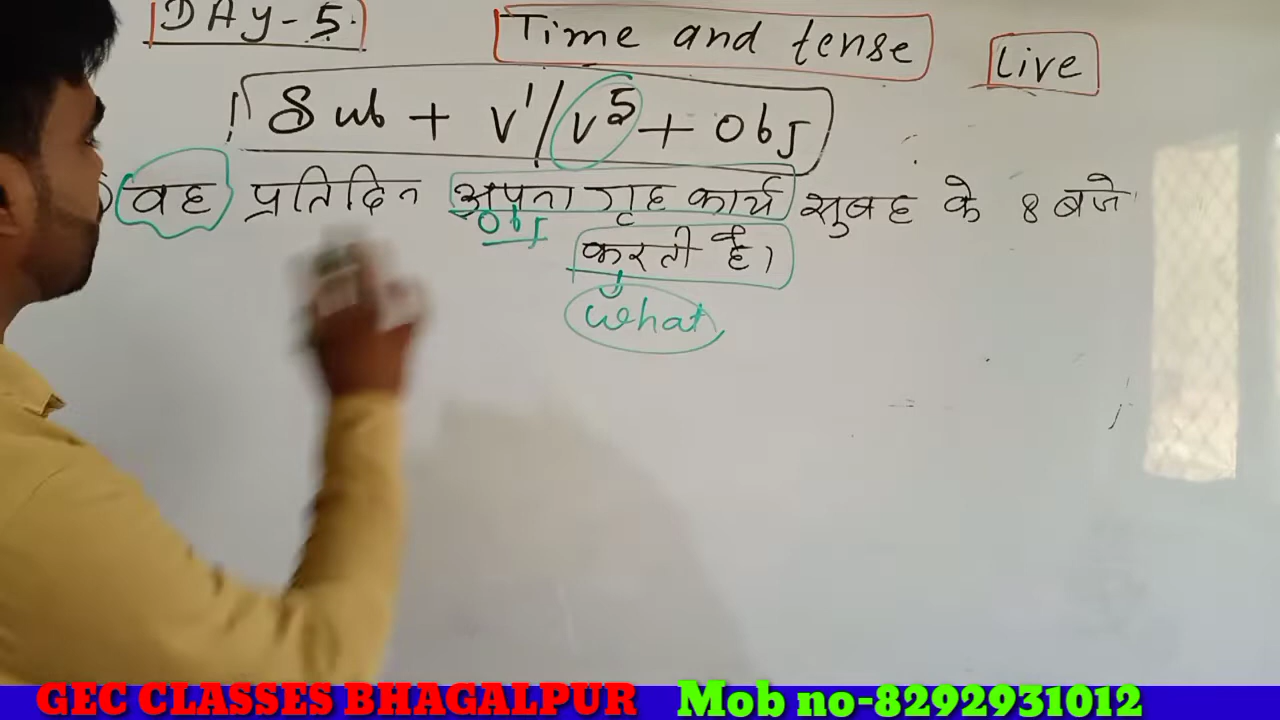 DAY-5.
Time and tense
Live
Sub + V¹/V⁵ + Obj
वह प्रतिदिन अपना गृह कार्य सुबह के 8 बजे
Obj
करती है।
What
GEC CLASSES BHAGALPUR Mob no-8292931012